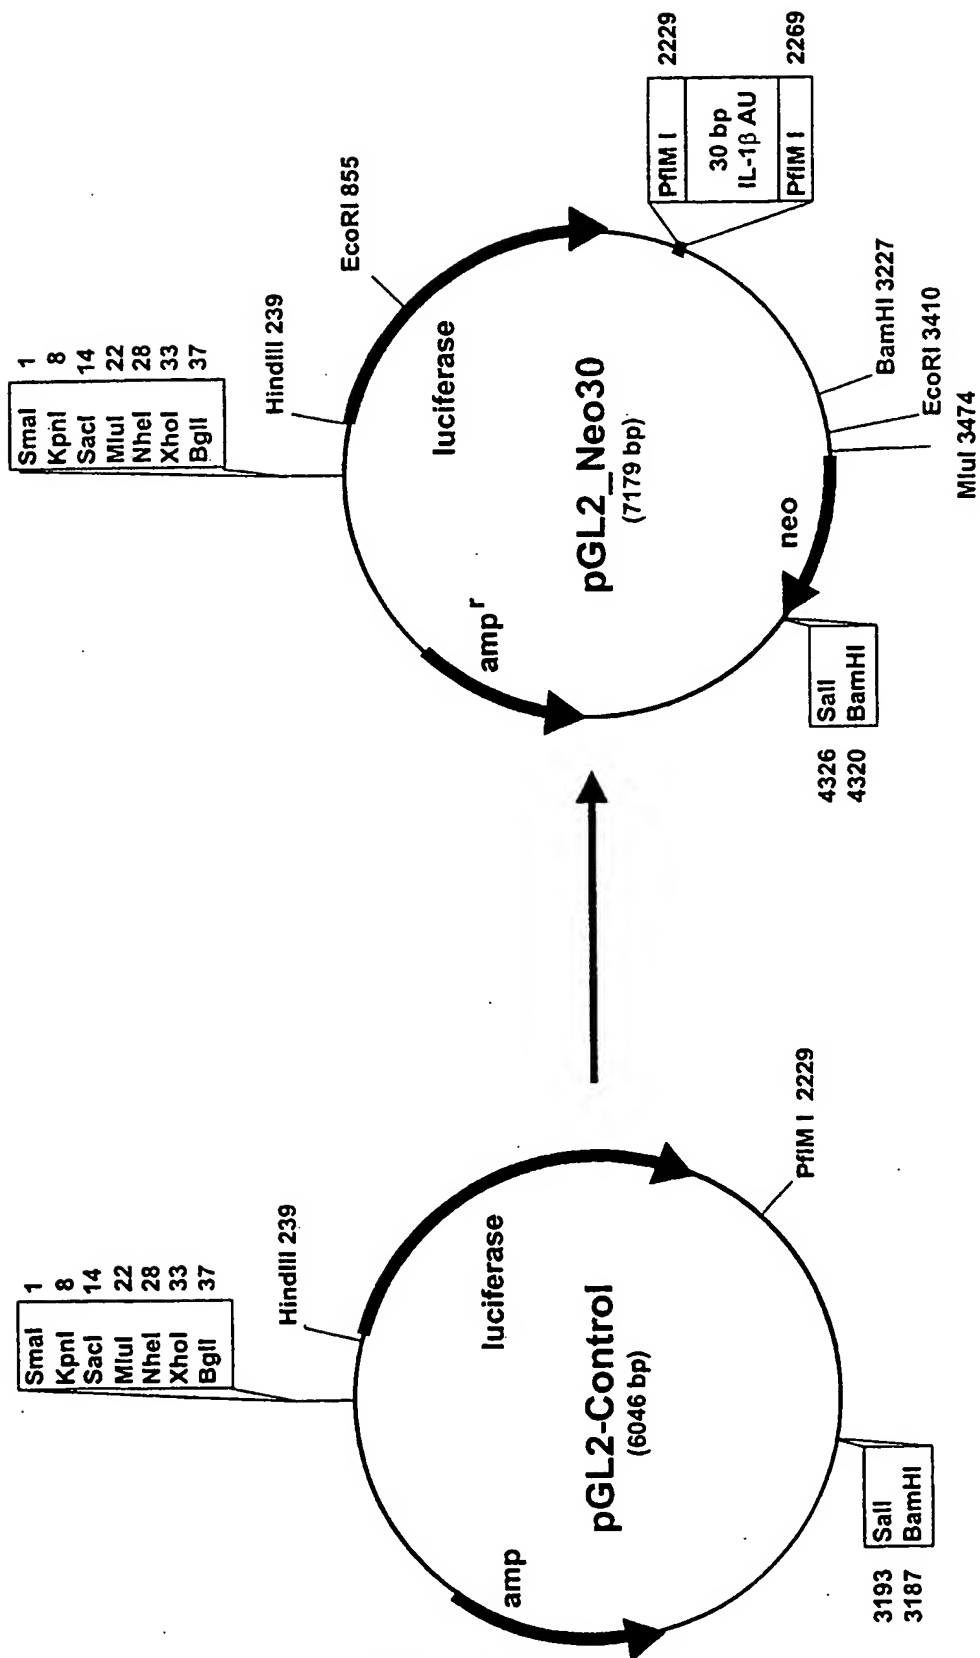 SmaI 1
KpnI 8
SacI 14
MluI 22
NheI 28
XhoI 33
BglI 37
HindIII 239
luciferase
amp
pGL2-Control
(6046 bp)
PflM I 2229
3193 SalI
3187 BamHI
SmaI 1
KpnI 8
SacI 14
MluI 22
NheI 28
XhoI 33
BglI 37
HindIII 239
EcoRI 855
luciferase
ampʳ
pGL2_Neo30
(7179 bp)
PflM I 2229
30 bp
IL-1β AU
PflM I 2269
neo
BamHI 3227
EcoRI 3410
MluI 3474
4326 SalI
4320 BamHI